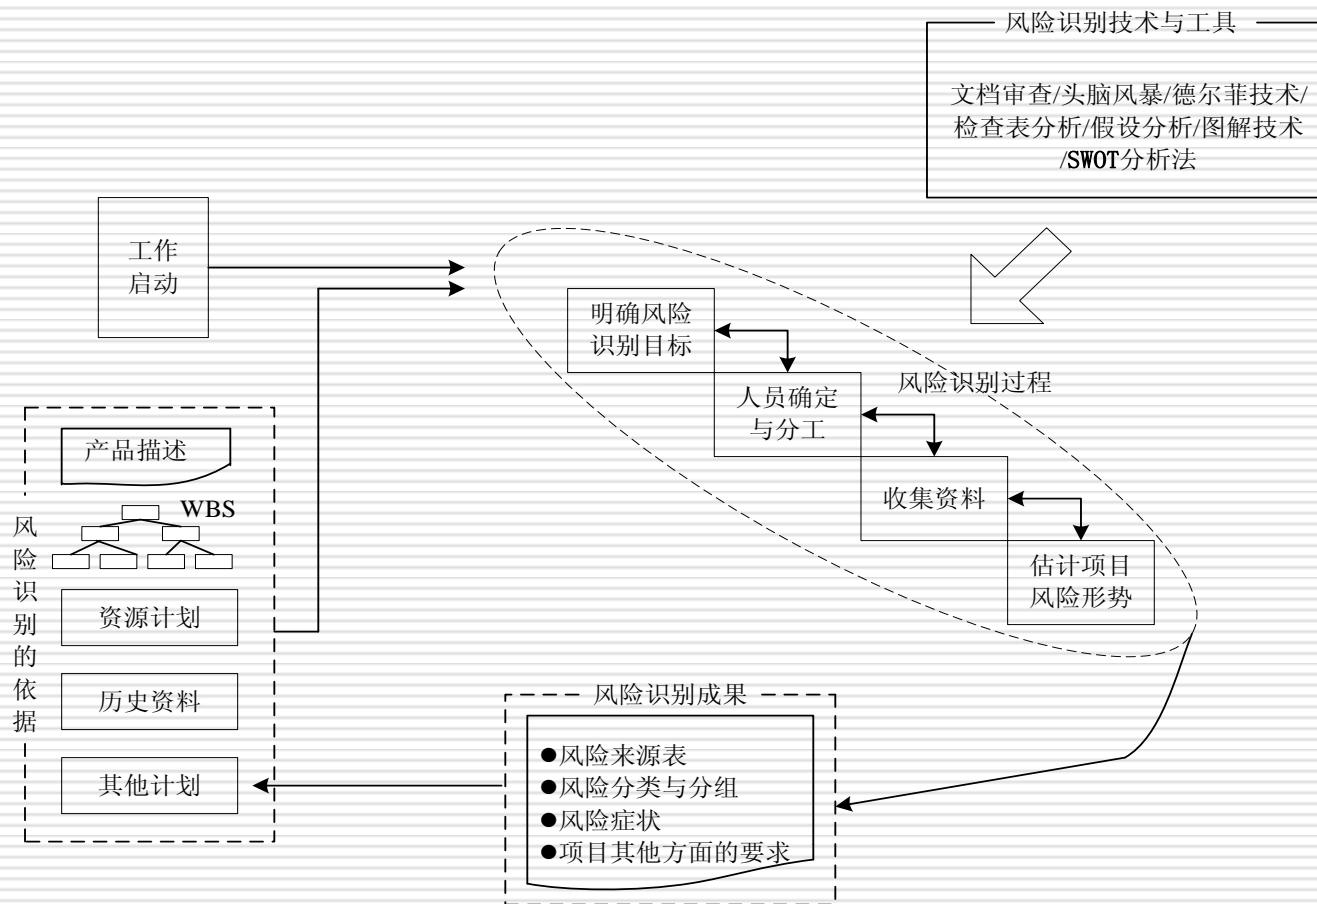 风险识别技术与工具
文档审查/头脑风暴/德尔菲技术/
检查表分析/假设分析/图解技术
/SWOT分析法
工作
启动
明确风险
识别目标
人员确定
与分工
风险识别过程
收集资料
估计项目
风险形势
风险识别的依据
产品描述
WBS
资源计划
历史资料
其他计划
风险识别成果
●风险来源表
●风险分类与分组
●风险症状
●项目其他方面的要求